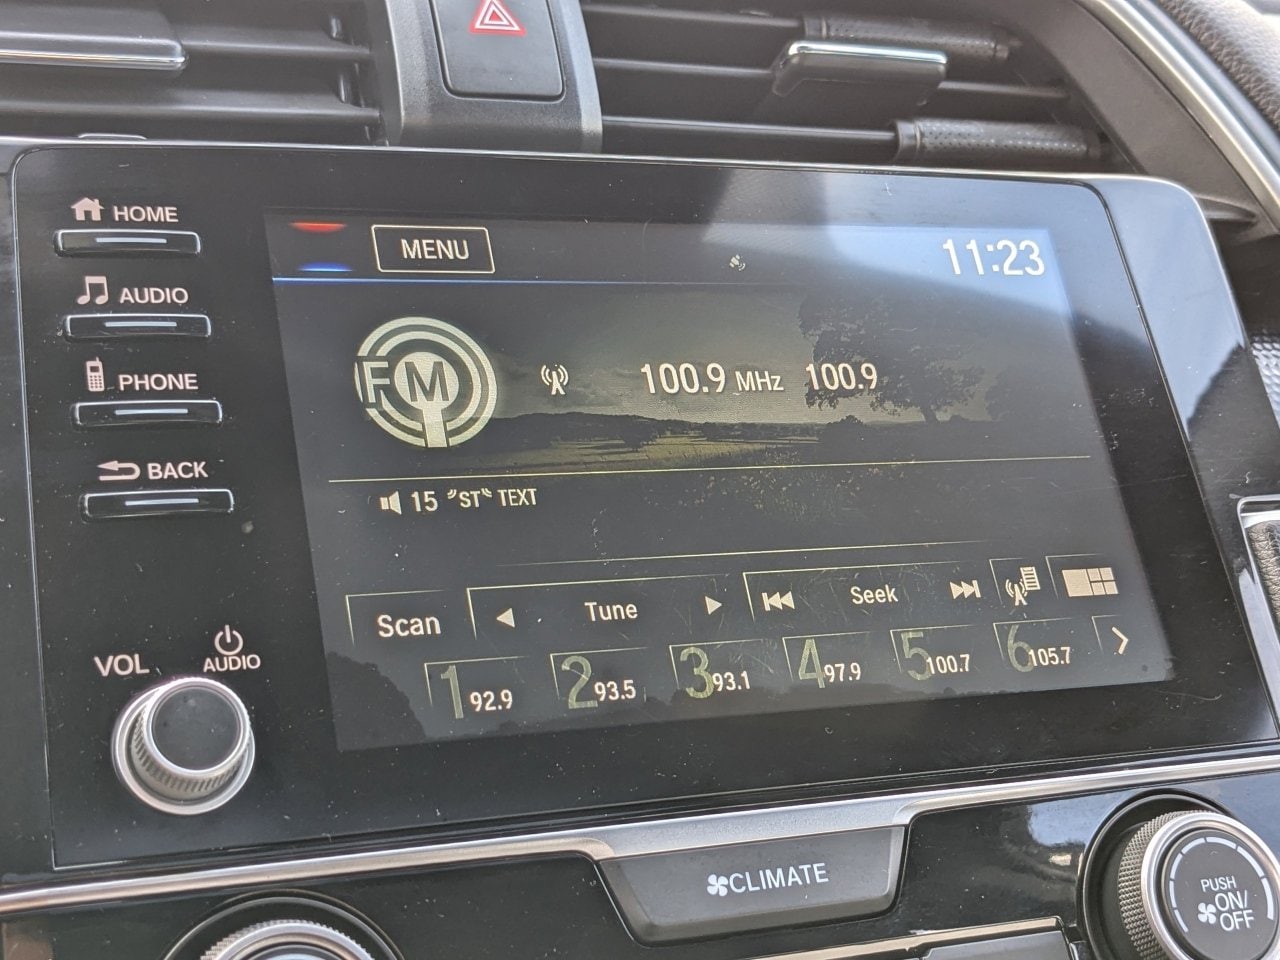 HOME
MENU
11:23
AUDIO
FM
100.9 MHz 100.9
PHONE
BACK
15 ST TEXT
Scan
Tune
Seek
VOL
AUDIO
1 92.9
2 93.5
3 93.1
4 97.9
5 100.7
6 105.7
CLIMATE
PUSH
ON/
OFF